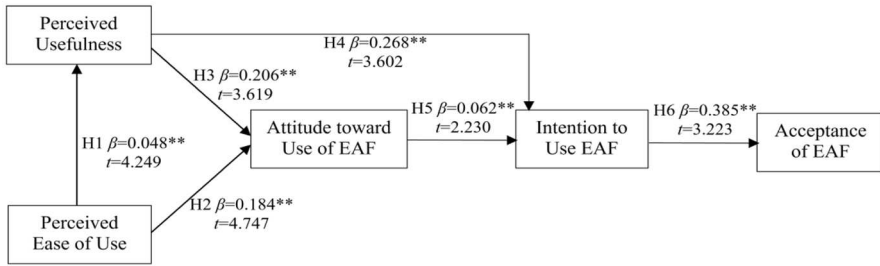 Perceived
Usefulness
H4 β=0.268**
t=3.602
H3 β=0.206**
t=3.619
H1 β=0.048**
t=4.249
Attitude toward
Use of EAF
H5 β=0.062**
t=2.230
Intention to
Use EAF
H6 β=0.385**
t=3.223
Acceptance
of EAF
H2 β=0.184**
t=4.747
Perceived
Ease of Use